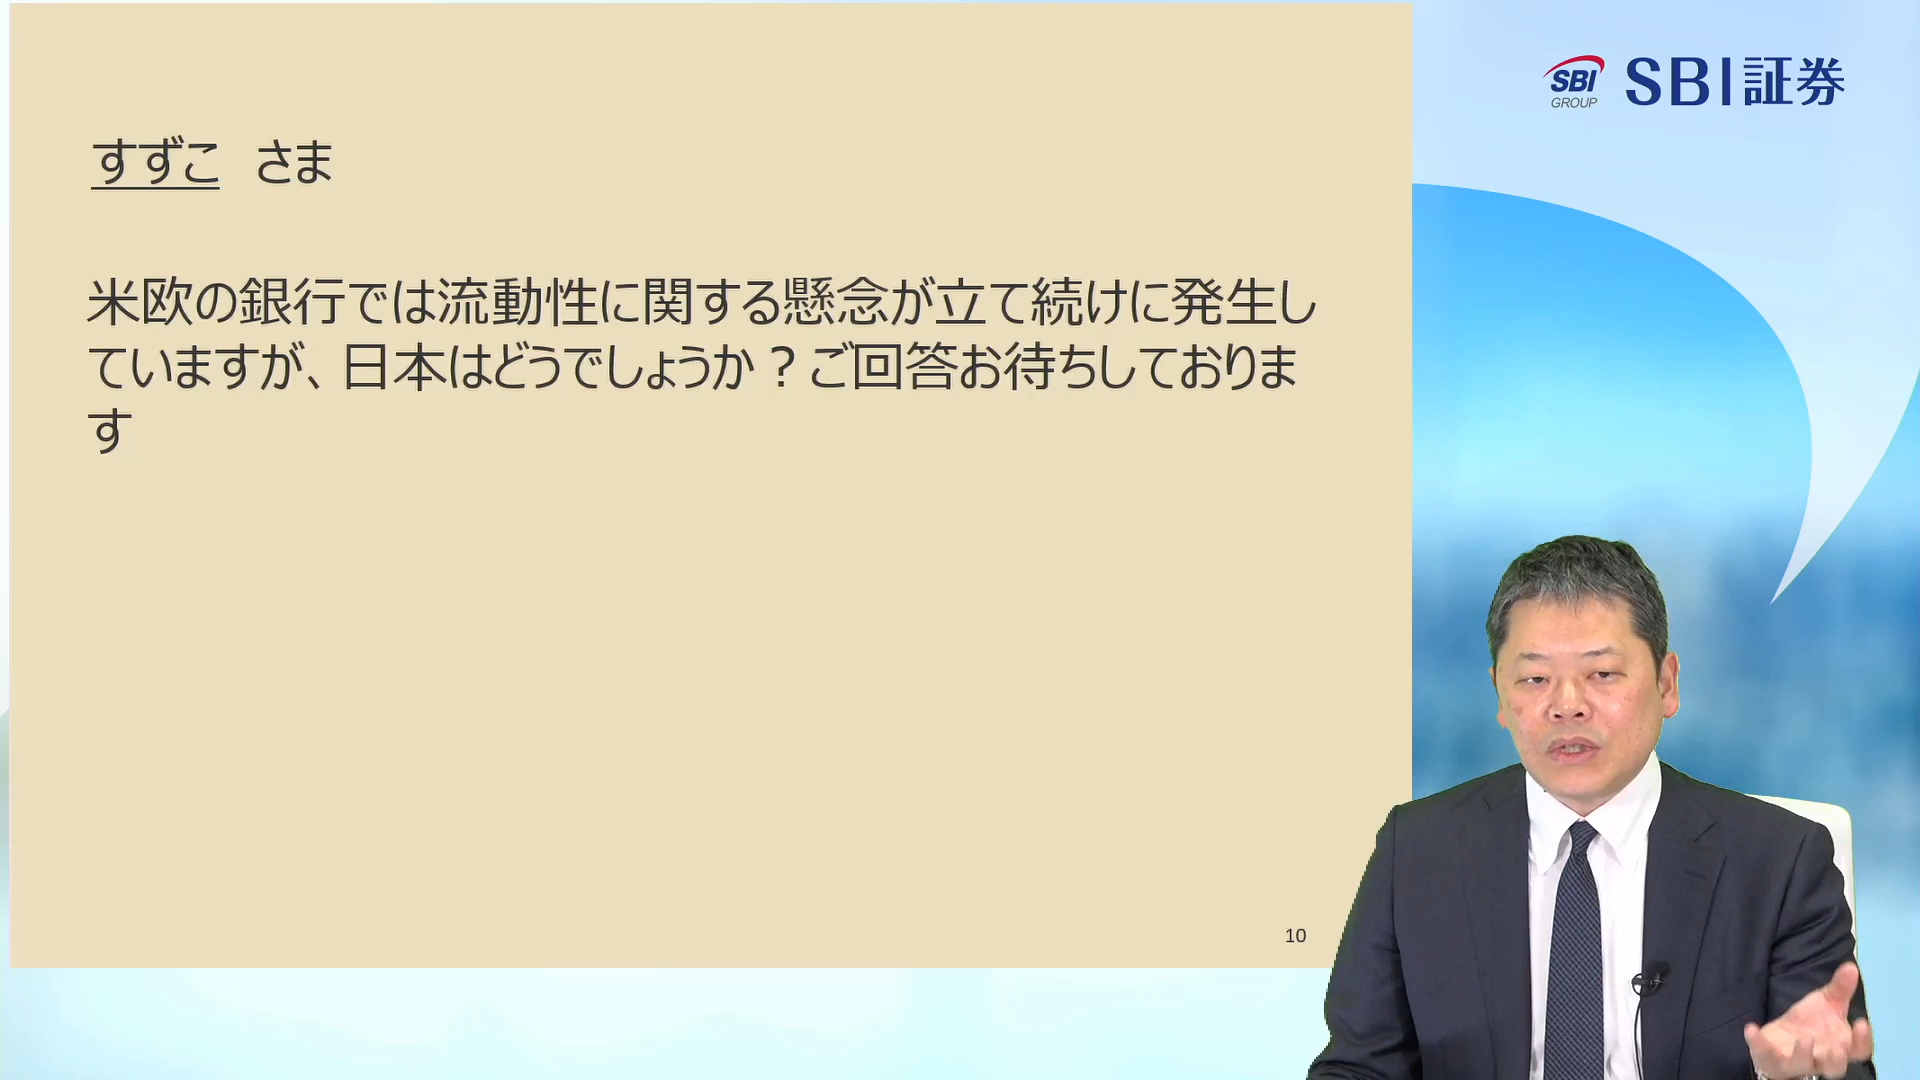 SBI
GROUP
SBI証券
すずこ　さま
米欧の銀行では流動性に関する懸念が立て続けに発生し
ていますが、日本はどうでしょうか？ご回答お待ちしておりま
す
10